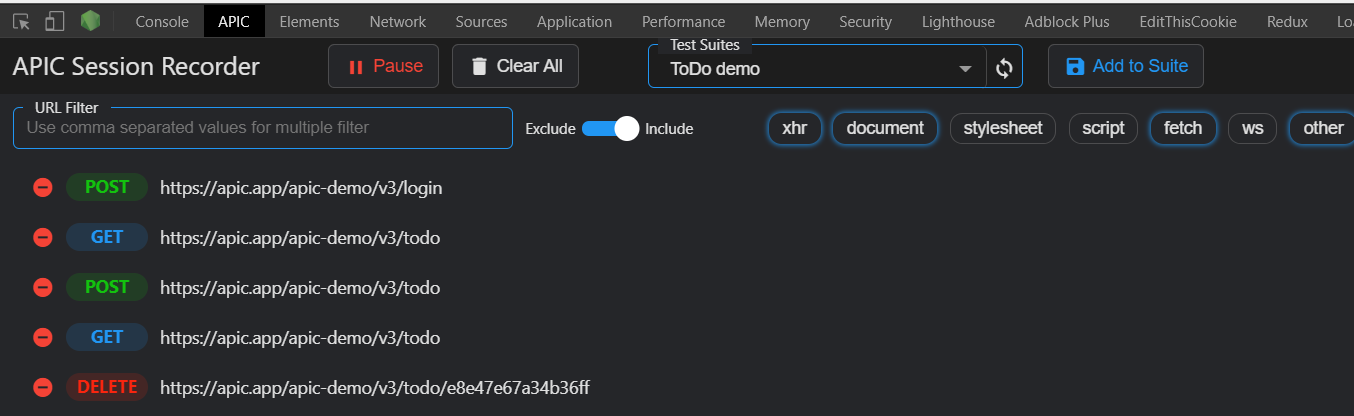 Console APIC Elements Network Sources Application Performance Memory Security Lighthouse Adblock Plus EditThisCookie Redux Lo
APIC Session Recorder Pause Clear All Test Suites ToDo demo Add to Suite
URL Filter
Use comma separated values for multiple filter Exclude Include xhr document stylesheet script fetch ws other
POST https://apic.app/apic-demo/v3/login
GET https://apic.app/apic-demo/v3/todo
POST https://apic.app/apic-demo/v3/todo
GET https://apic.app/apic-demo/v3/todo
DELETE https://apic.app/apic-demo/v3/todo/e8e47e67a34b36ff